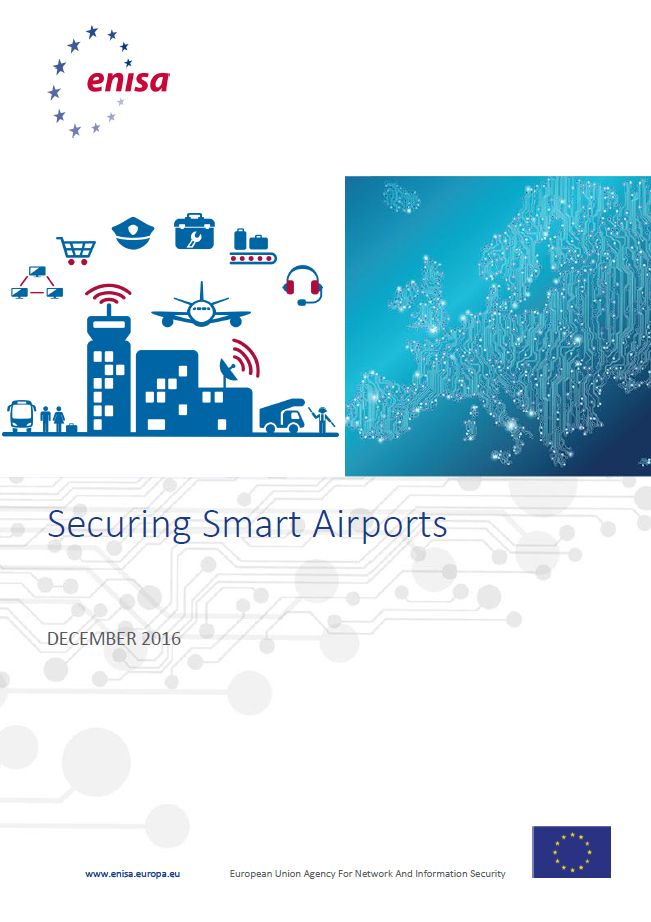 enisa
Securing Smart Airports
DECEMBER 2016
www.enisa.europa.eu
European Union Agency For Network And Information Security